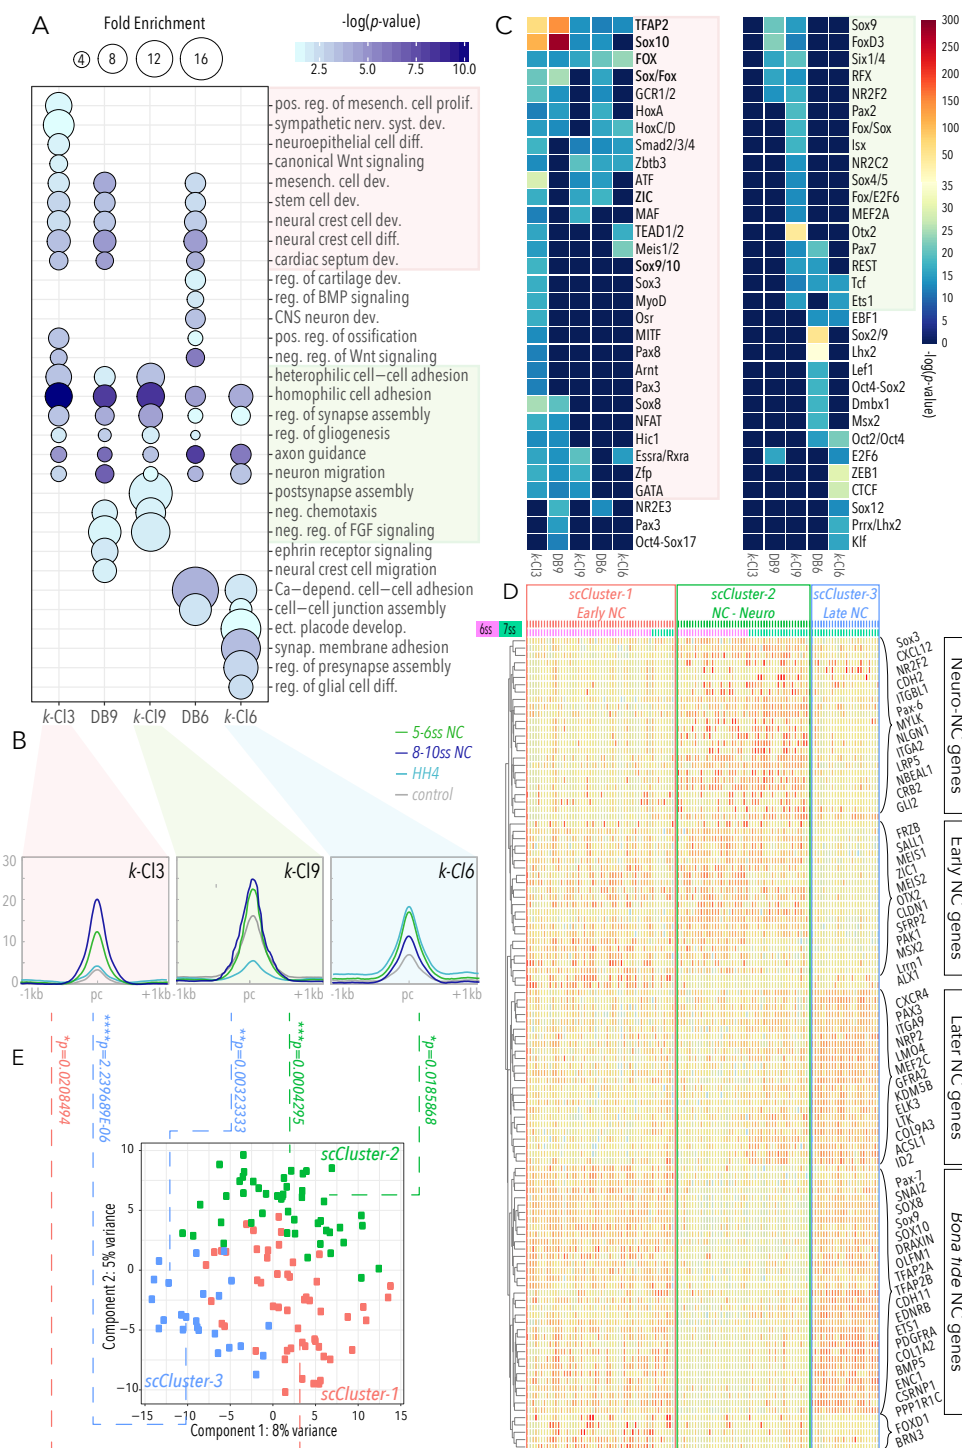 A
Fold Enrichment
4 8 12 16
-log(p-value)
2.5 5.0 7.5 10.0
pos. reg. of mesench. cell prolif.
sympathetic nerv. syst. dev.
neuroepithelial cell diff.
canonical Wnt signaling
mesench. cell dev.
stem cell dev.
neural crest cell dev.
neural crest cell diff.
cardiac septum dev.
reg. of cartilage dev.
reg. of BMP signaling
CNS neuron dev.
pos. reg. of ossification
neg. reg. of Wnt signaling
heterophilic cell−cell adhesion
homophilic cell adhesion
reg. of synapse assembly
reg. of gliogenesis
axon guidance
neuron migration
postsynapse assembly
neg. chemotaxis
neg. reg. of FGF signaling
ephrin receptor signaling
neural crest cell migration
Ca−depend. cell−cell adhesion
cell−cell junction assembly
ect. placode develop.
synap. membrane adhesion
reg. of presynapse assembly
reg. of glial cell diff.
k-Cl3 DB9 k-Cl9 DB6 k-Cl6
B
5-6ss NC
8-10ss NC
HH4
control
k-Cl3
k-Cl9
k-Cl6
30
20
10
0
-1kb pc +1kb
-1kb pc +1kb
-1kb pc +1kb
C
TFAP2
Sox10
FOX
Sox/Fox
GCR1/2
HoxA
HoxC/D
Smad2/3/4
Zbtb3
ATF
ZIC
MAF
TEAD1/2
Meis1/2
Sox9/10
Sox3
MyoD
Osr
MITF
Pax8
Arnt
Pax3
Sox8
NFAT
Hic1
Essra/Rxra
Zfp
GATA
NR2E3
Pax3
Oct4-Sox17
k-Cl3 DB9 k-Cl9 DB6 k-Cl6
Sox9
FoxD3
Six1/4
RFX
NR2F2
Pax2
Fox/Sox
Isx
NR2C2
Sox4/5
Fox/E2F6
MEF2A
Otx2
Pax7
REST
Tcf
Ets1
EBF1
Sox2/9
Lhx2
Lef1
Oct4-Sox2
Dmbx1
Msx2
Oct2/Oct4
E2F6
ZEB1
CTCF
Sox12
Prrx/Lhx2
Klf
k-Cl3 DB9 k-Cl9 DB6 k-Cl6
300
200
150
100
50
35
30
25
20
15
10
5
0
-log(p-value)
D
scCluster-1
Early NC
scCluster-2
NC - Neuro
scCluster-3
Late NC
6ss 7ss
Sox3
CXCL12
NR2F2
CDH2
ITGBL1
Pax-6
MYLK
NLGN1
ITGA2
LRP5
NBEAL1
CRB2
GLI2
Neuro-NC genes
FRZB
SALL1
MEIS1
ZIC1
MEIS2
OTX2
CLDN1
SFRP2
PAK1
MSX2
Lrm1
ALX1
Early NC genes
CXCR4
PAX3
ITGA9
NRP2
LMO4
MEF2C
GFRA2
KDM5B
ELK3
LTK
COL9A3
ACSL1
ID2
Later NC genes
Pax-7
SNAI2
SOX8
Sox9
SOX10
DRAXIN
OLFM1
TFAP2A
TFAP2B
CDH11
EDNRB
ETS1
PDGFRA
COL1A2
BMP5
ENC1
CSRNP1
PPP1R1C
Bona fide NC genes
FOXD1
BRN3
E
*p=0.0208494
****p=2.239689E-06
**p=0.00323333
***p=0.0004295
*p=0.0185868
scCluster-2
scCluster-3
scCluster-1
Component 2: 5% variance
10
5
0
−5
−10
−15 −10 −5 0 5 10 15
Component 1: 8% variance